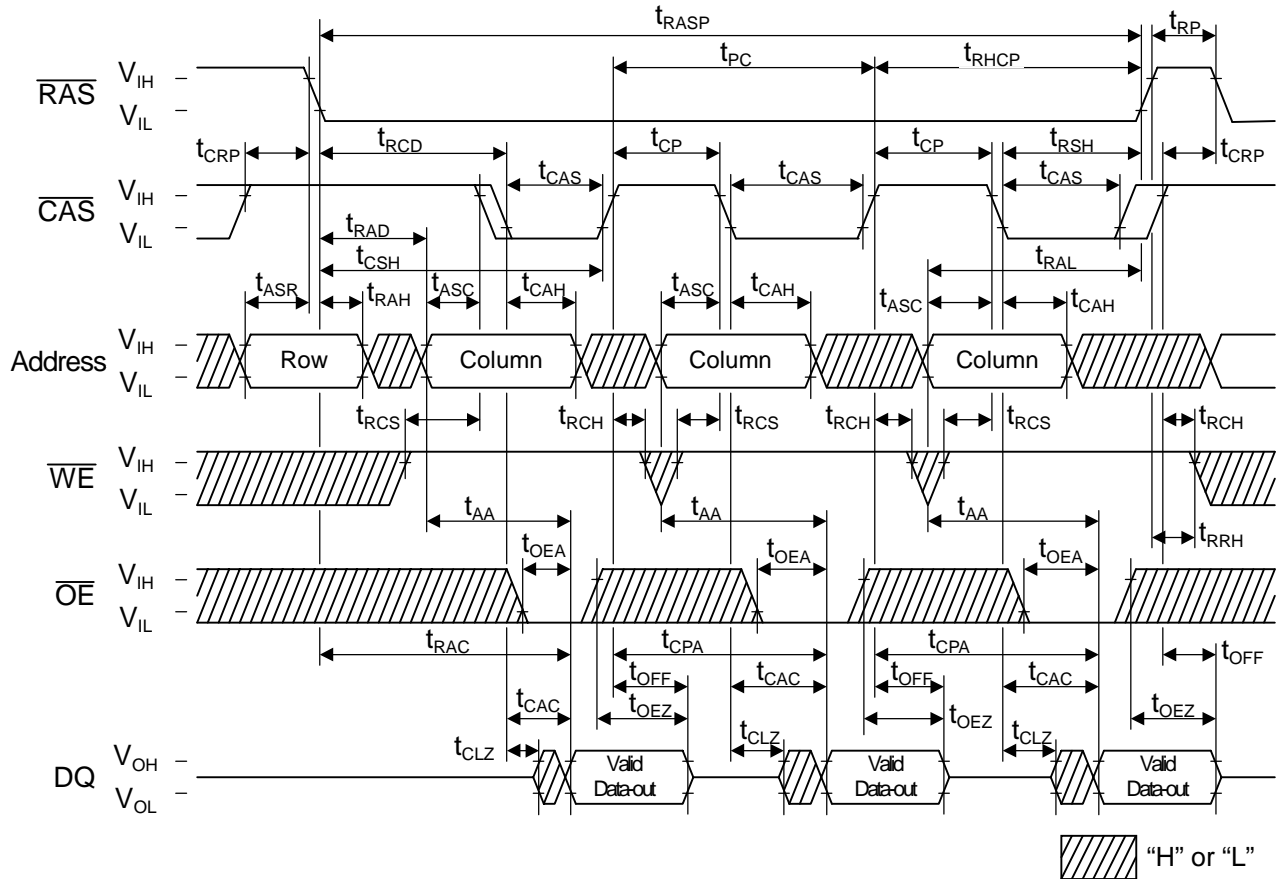 tRASP
tRP
tPC
tRHCP
RAS
VIH
VIL
tCRP
tRCD
tCP
tCP
tRSH
tCRP
tCAS
tCAS
tCAS
CAS
VIH
VIL
tRAD
tCSH
tRAL
tASR
tRAH
tASC
tCAH
tASC
tCAH
tASC
tCAH
Address
VIH
VIL
Row
Column
Column
Column
tRCS
tRCH
tRCS
tRCH
tRCS
tRCH
WE
VIH
VIL
tAA
tAA
tAA
tRRH
tOEA
tOEA
tOEA
OE
VIH
VIL
tRAC
tCPA
tCPA
tOFF
tCAC
tOFF
tCAC
tOFF
tCAC
tOEZ
tOEZ
tOEZ
tCLZ
tCLZ
tCLZ
DQ
VOH
VOL
Valid
Data-out
Valid
Data-out
Valid
Data-out
“H” or “L”